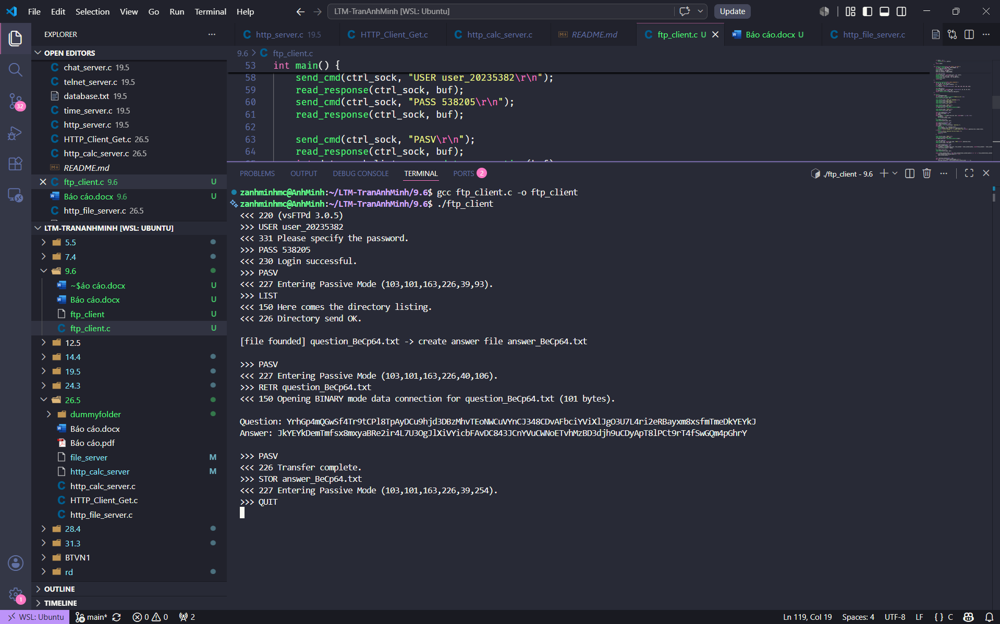 File Edit Selection View Go Run Terminal Help
LTM-TranAnhMinh [WSL: Ubuntu]
Update
EXPLORER
http_server.c 19.5
HTTP_Client_Get.c
http_calc_server.c
README.md
ftp_client.c U
Báo cáo.docx U
http_file_server.c
OPEN EDITORS
chat_server.c 19.5
telnet_server.c 19.5
database.txt 19.5
time_server.c 19.5
http_server.c 19.5
HTTP_Client_Get.c 26.5
http_calc_server.c 26.5
README.md
ftp_client.c 9.6 U
Báo cáo.docx 9.6 U
http_file_server.c 26.5
32
LTM-TRANANHMINH [WSL: UBUNTU]
5.5
7.4
9.6
~$áo cáo.docx U
Báo cáo.docx U
ftp_client U
ftp_client.c U
12.5
14.4
19.5
24.3
26.5
dummyfolder
Báo cáo.docx
Báo cáo.pdf
file_server M
http_calc_server M
http_calc_server.c
HTTP_Client_Get.c
http_file_server.c
28.4
31.3
BTVN1
rd
OUTLINE
TIMELINE
1
9.6 > ftp_client.c
53 int main() {
58 send_cmd(ctrl_sock, "USER user_20235382\r\n");
59 read_response(ctrl_sock, buf);
60 send_cmd(ctrl_sock, "PASS 538205\r\n");
61 read_response(ctrl_sock, buf);
62
63 send_cmd(ctrl_sock, "PASV\r\n");
64 read_response(ctrl_sock, buf);
PROBLEMS OUTPUT DEBUG CONSOLE TERMINAL PORTS 2
./ftp_client - 9.6
zanhminhmc@AnhMinh:~/LTM-TranAnhMinh/9.6$ gcc ftp_client.c -o ftp_client
zanhminhmc@AnhMinh:~/LTM-TranAnhMinh/9.6$ ./ftp_client
<<< 220 (vsFTPd 3.0.5)
>>> USER user_20235382
<<< 331 Please specify the password.
>>> PASS 538205
<<< 230 Login successful.
>>> PASV
<<< 227 Entering Passive Mode (103,101,163,226,39,93).
>>> LIST
<<< 150 Here comes the directory listing.
<<< 226 Directory send OK.
[file founded] question_BeCp64.txt -> create answer file answer_BeCp64.txt
>>> PASV
<<< 227 Entering Passive Mode (103,101,163,226,40,106).
>>> RETR question_BeCp64.txt
<<< 150 Opening BINARY mode data connection for question_BeCp64.txt (101 bytes).
Question: YrhGp4mQGwSf4Tr9tCPl8TpAyDCu9hjd3DBzMhvTEoNWCuVYnCJ348CDvAFbciYViXlJgO3U7L4ri2eRBayxm8xsfmTmeDkYEYkJ
Answer: JkYEYkDemTmfsx8mxyaBRe2ir4L7U3OgJlXiVYicbFAvDC843JCnYVuCWNoETvhMzBD3djh9uCDyApT8lPCt9rT4fSwGQm4pGhrY
>>> PASV
<<< 226 Transfer complete.
>>> STOR answer_BeCp64.txt
<<< 227 Entering Passive Mode (103,101,163,226,39,254).
>>> QUIT
WSL: Ubuntu main* 0 0 2
Ln 119, Col 19 Spaces: 4 UTF-8 LF {} C